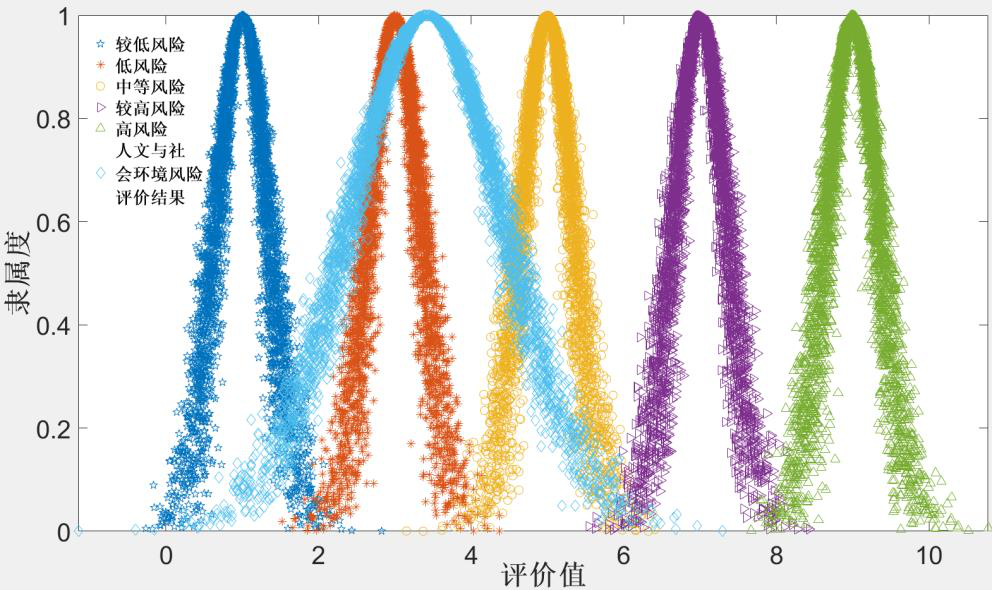 1
较低风险
低风险
中等风险
较高风险
高风险
人文与社
会环境风险
评价结果
0.8
0.6
0.4
0.2
0
隶属度
0 2 4 6 8 10
评价值